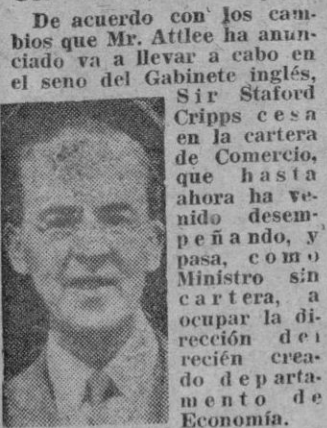 De acuerdo con los cam-
bios que Mr. Attlee ha anun-
ciado va a llevar a cabo en
el seno del Gabinete inglés,
Sir Staford
Cripps cesa
en la cartera
de Comercio,
que hasta
ahora ha ve-
nido desem-
peñando, y
pasa, como
Ministro sin
cartera, a
ocupar la di-
rección del
recién crea-
do departa-
mento de
Economía.